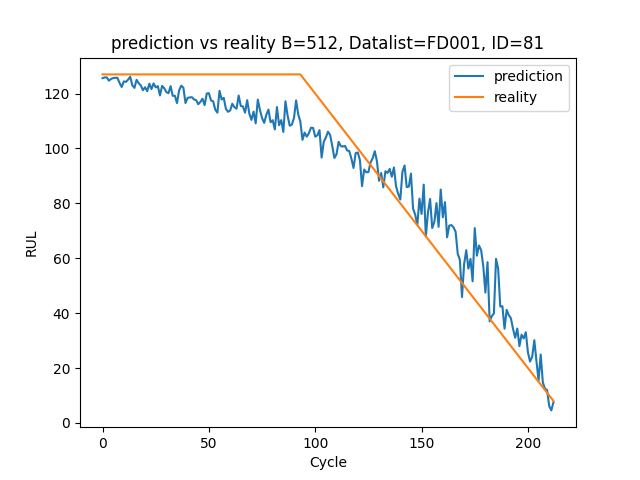 prediction vs reality B=512, Datalist=FD001, ID=81
prediction
reality
RUL
120
100
80
60
40
20
0
0 50 100 150 200
Cycle